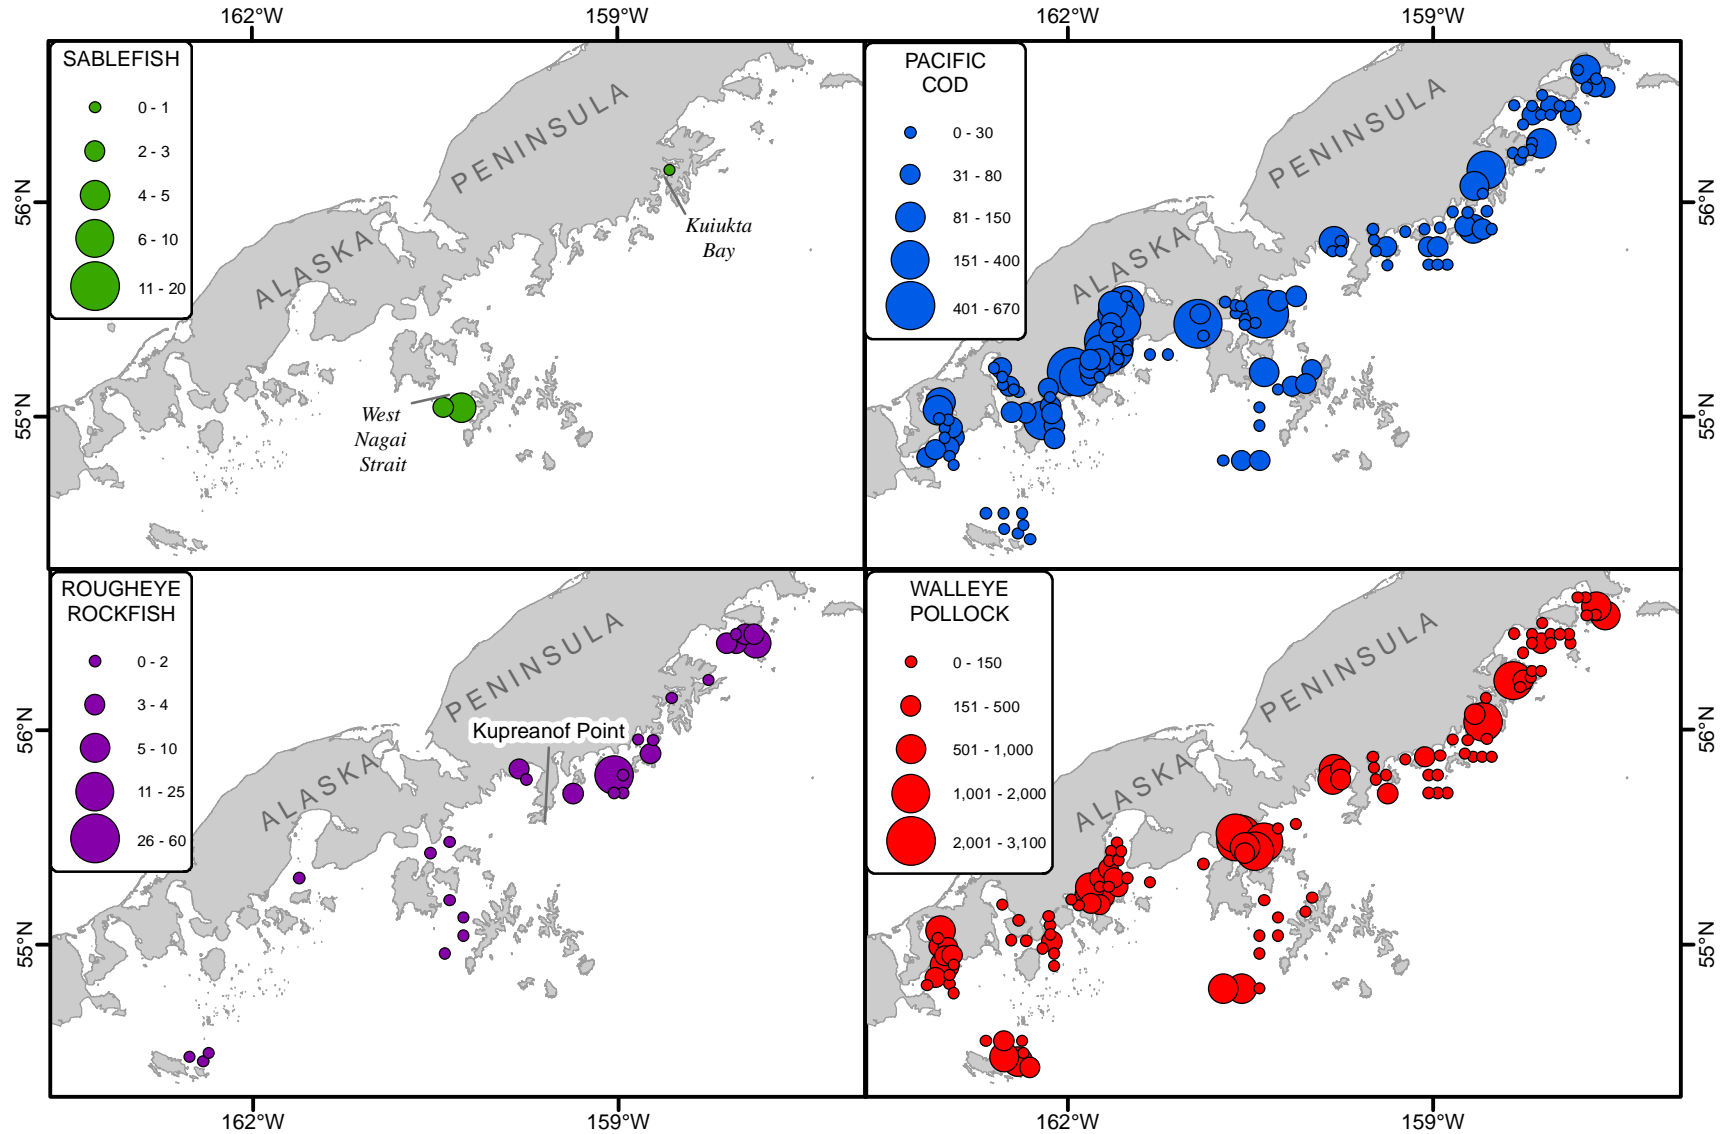 162°W
159°W
162°W
159°W
SABLEFISH
0 - 1
2 - 3
4 - 5
6 - 10
11 - 20
PENINSULA
ALASKA
Kuiukta
Bay
West
Nagai
Strait
56°N
55°N
PACIFIC
COD
0 - 30
31 - 80
81 - 150
151 - 400
401 - 670
PENINSULA
ALASKA
56°N
55°N
ROUGHEYE
ROCKFISH
0 - 2
3 - 4
5 - 10
11 - 25
26 - 60
PENINSULA
Kupreanof Point
ALASKA
56°N
55°N
WALLEYE
POLLOCK
0 - 150
151 - 500
501 - 1,000
1,001 - 2,000
2,001 - 3,100
PENINSULA
ALASKA
56°N
55°N
162°W
159°W
162°W
159°W